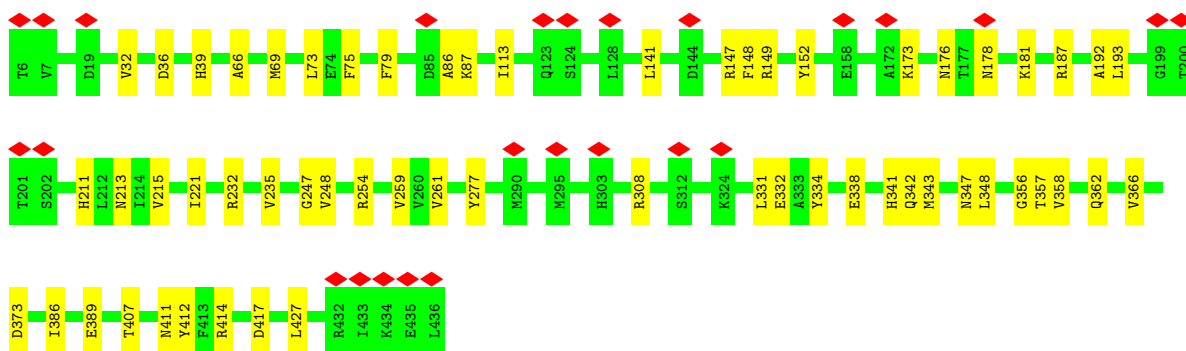 T6 V7 D19 V32 D36 H39 A66 M69 L73 E74 F75 F79 D85 A86 K87 I113 Q123 S124 L128 L141 D144 R147 F148 R149 Y152 E158 A172 K173 N176 T177 N178 K181 R187 A192 L193 G199 T200
T201 S202 H211 L212 N213 I214 V215 I221 R232 V235 G247 V248 R254 V259 V260 V261 Y277 M290 M295 H303 R308 S312 K324 L331 E332 A333 Y334 E338 H341 Q342 M343 N347 L348 G356 T357 V358 Q362 V366
D373 I386 E389 T407 N411 Y412 F413 R414 D417 L427 R432 I433 K434 E435 L436